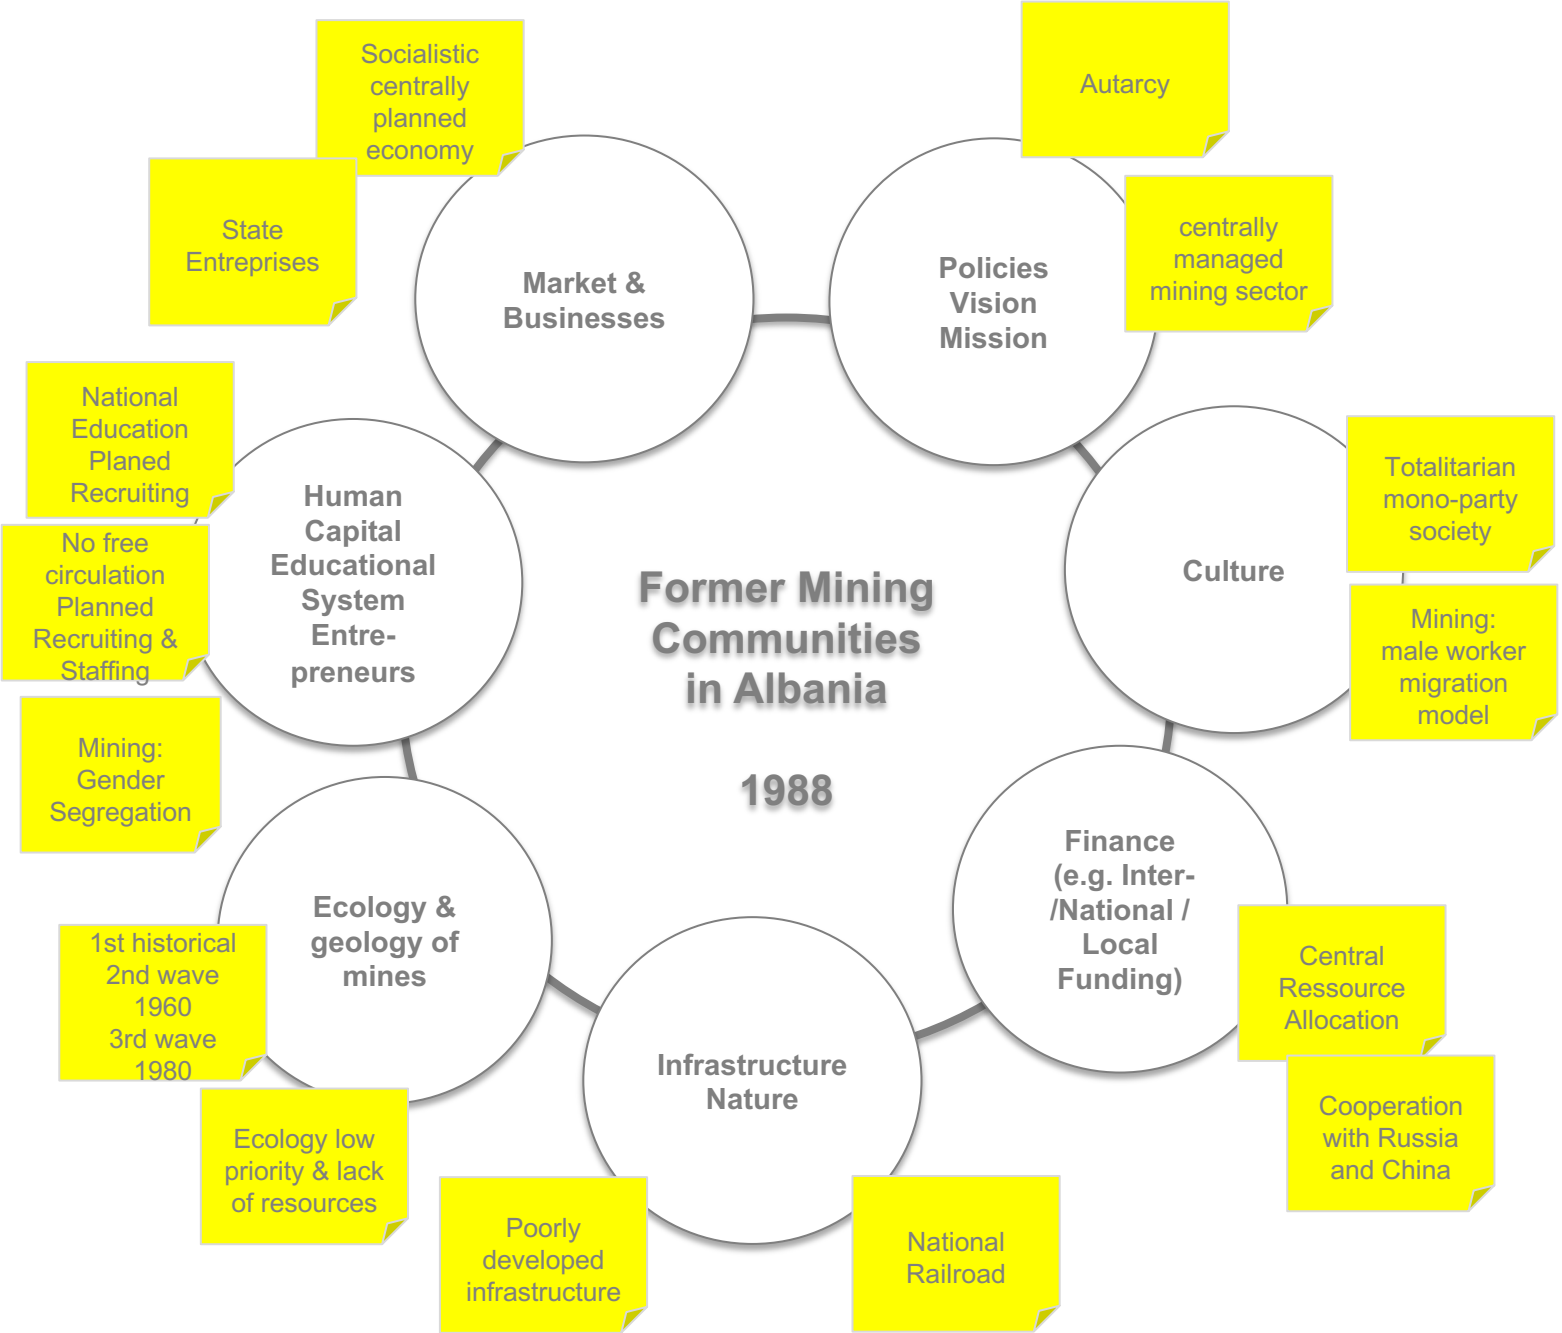 Socialistic
centrally
planned
economy
State
Entreprises
Market &
Businesses
Autarcy
centrally
managed
mining sector
Policies
Vision
Mission
National
Education
Planed
Recruiting
No free
circulation
Planned
Recruiting &
Staffing
Mining:
Gender
Segregation
Human
Capital
Educational
System
Entre-
preneurs
Former Mining
Communities
in Albania
1988
Culture
Totalitarian
mono-party
society
Mining:
male worker
migration
model
Ecology &
geology of
mines
1st historical
2nd wave
1960
3rd wave
1980
Ecology low
priority & lack
of resources
Infrastructure
Nature
Poorly
developed
infrastructure
National
Railroad
Finance
(e.g. Inter-
/National /
Local
Funding)
Central
Ressource
Allocation
Cooperation
with Russia
and China